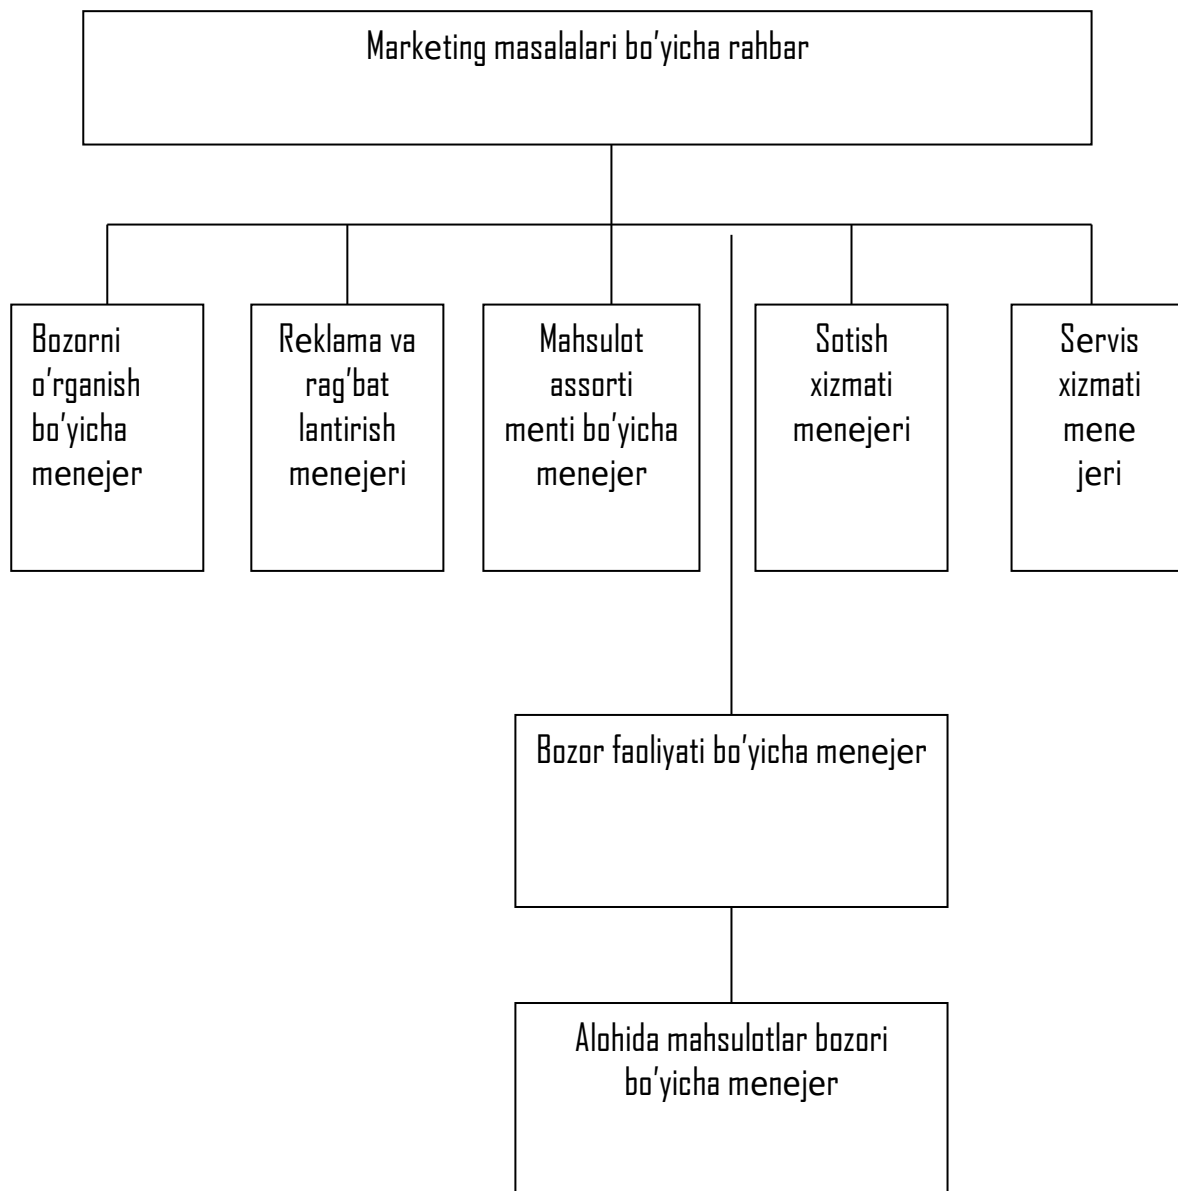 Marketing masalalari bo'yicha rahbar
Bozorni
o'rganish
bo'yicha
menejer
Reklama va
rag'bat
lantirish
menejeri
Mahsulot
assorti
menti bo'yicha
menejer
Sotish
xizmati
menejeri
Servis
xizmati
mene
jeri
Bozor faoliyati bo'yicha menejer
Alohida mahsulotlar bozori
bo'yicha menejer